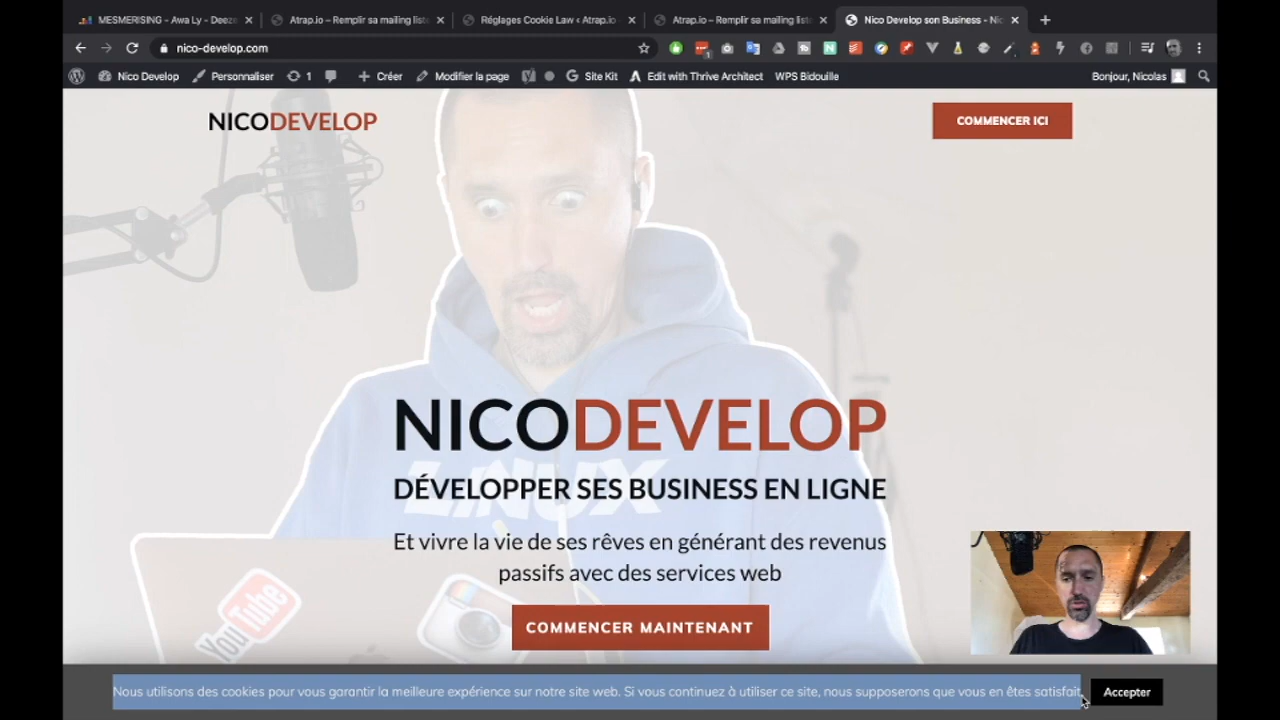 MESMERISING - Awa Ly - Deeze
Atrap.io – Remplir sa mailing list
Réglages Cookie Law ‹ Atrap.io
Atrap.io – Remplir sa mailing list
Nico Develop son Business - Nic
nico-develop.com
Nico Develop
Personnaliser
1
Créer
Modifier la page
Site Kit
Edit with Thrive Architect
WPS Bidouille
Bonjour, Nicolas
NICODEVELOP
COMMENCER ICI
NICODEVELOP
LINUX
DÉVELOPPER SES BUSINESS EN LIGNE
Et vivre la vie de ses rêves en générant des revenus
passifs avec des services web
YouTube
COMMENCER MAINTENANT
Nous utilisons des cookies pour vous garantir la meilleure expérience sur notre site web. Si vous continuez à utiliser ce site, nous supposerons que vous en êtes satisfait.
Accepter